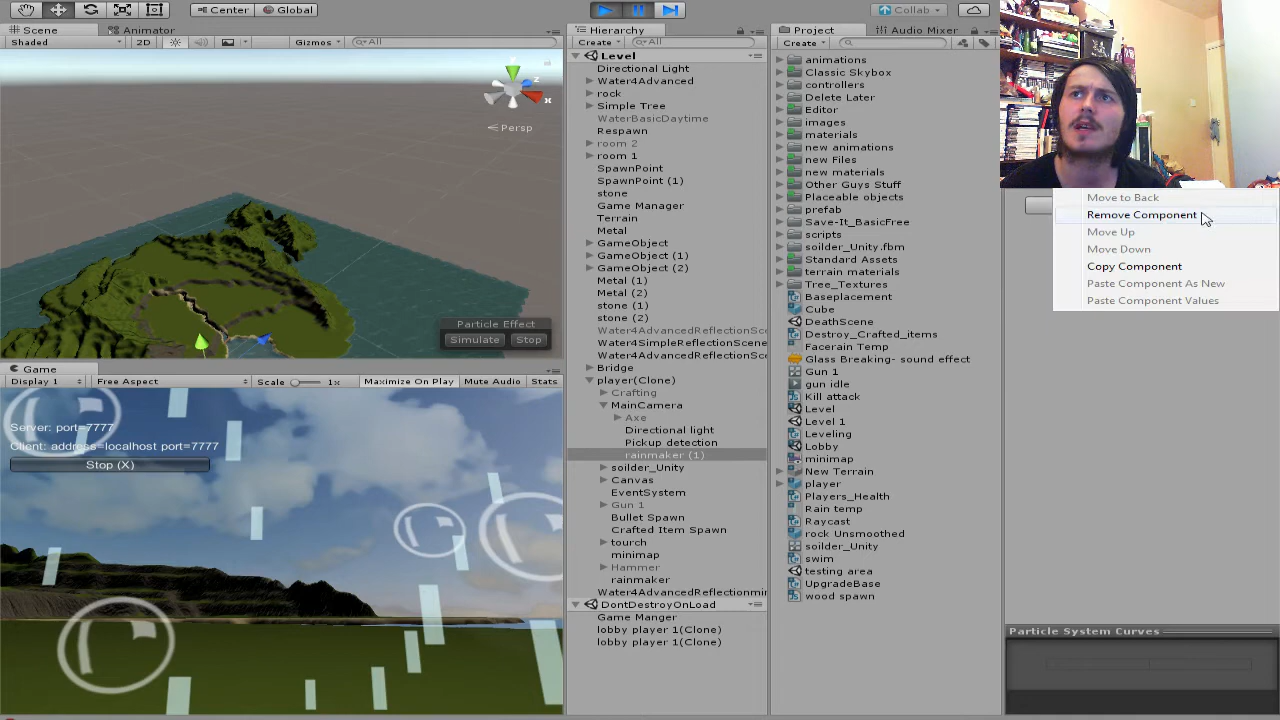 Center
Global
Collab
Scene
Animator
Shaded
2D
Gizmos
All
Persp
Particle Effect
Simulate
Stop
Game
Display 1
Free Aspect
Scale
1x
Maximize On Play
Mute Audio
Stats
Server: port=7777
Client: address=localhost port=7777
Stop (X)
Hierarchy
Create
All
Level
Directional Light
Water4Advanced
rock
Simple Tree
WaterBasicDaytime
Respawn
room 2
room 1
SpawnPoint
SpawnPoint (1)
stone
Game Manager
Terrain
Metal
GameObject
GameObject (1)
GameObject (2)
Metal (1)
Metal (2)
stone (1)
stone (2)
Water4AdvancedReflectionSce
Water4SimpleReflectionScene
Water4AdvancedReflectionSce
Bridge
player(Clone)
Crafting
MainCamera
Axe
Directional light
Pickup detection
rainmaker (1)
soilder_Unity
Canvas
EventSystem
Gun 1
Bullet Spawn
Crafted Item Spawn
tourch
minimap
Hammer
rainmaker
Water4AdvancedReflectionmin
DontDestroyOnLoad
Game Manger
lobby player 1(Clone)
lobby player 1(Clone)
Project
Audio Mixer
Create
animations
Classic Skybox
controllers
Delete Later
Editor
images
materials
new animations
new Files
new materials
Other Guys Stuff
Placeable objects
prefab
Save-It_BasicFree
scripts
soilder_Unity.fbm
Standard Assets
terrain materials
Tree_Textures
Baseplacement
Cube
DeathScene
Destroy_Crafted_items
Facerain Temp
Glass Breaking- sound effect
Gun 1
gun idle
Kill attack
Level
Level 1
Leveling
Lobby
minimap
New Terrain
player
Players_Health
Rain temp
Raycast
rock Unsmoothed
soilder_Unity
swim
testing area
UpgradeBase
wood spawn
Move to Back
Remove Component
Move Up
Move Down
Copy Component
Paste Component As New
Paste Component Values
Particle System Curves